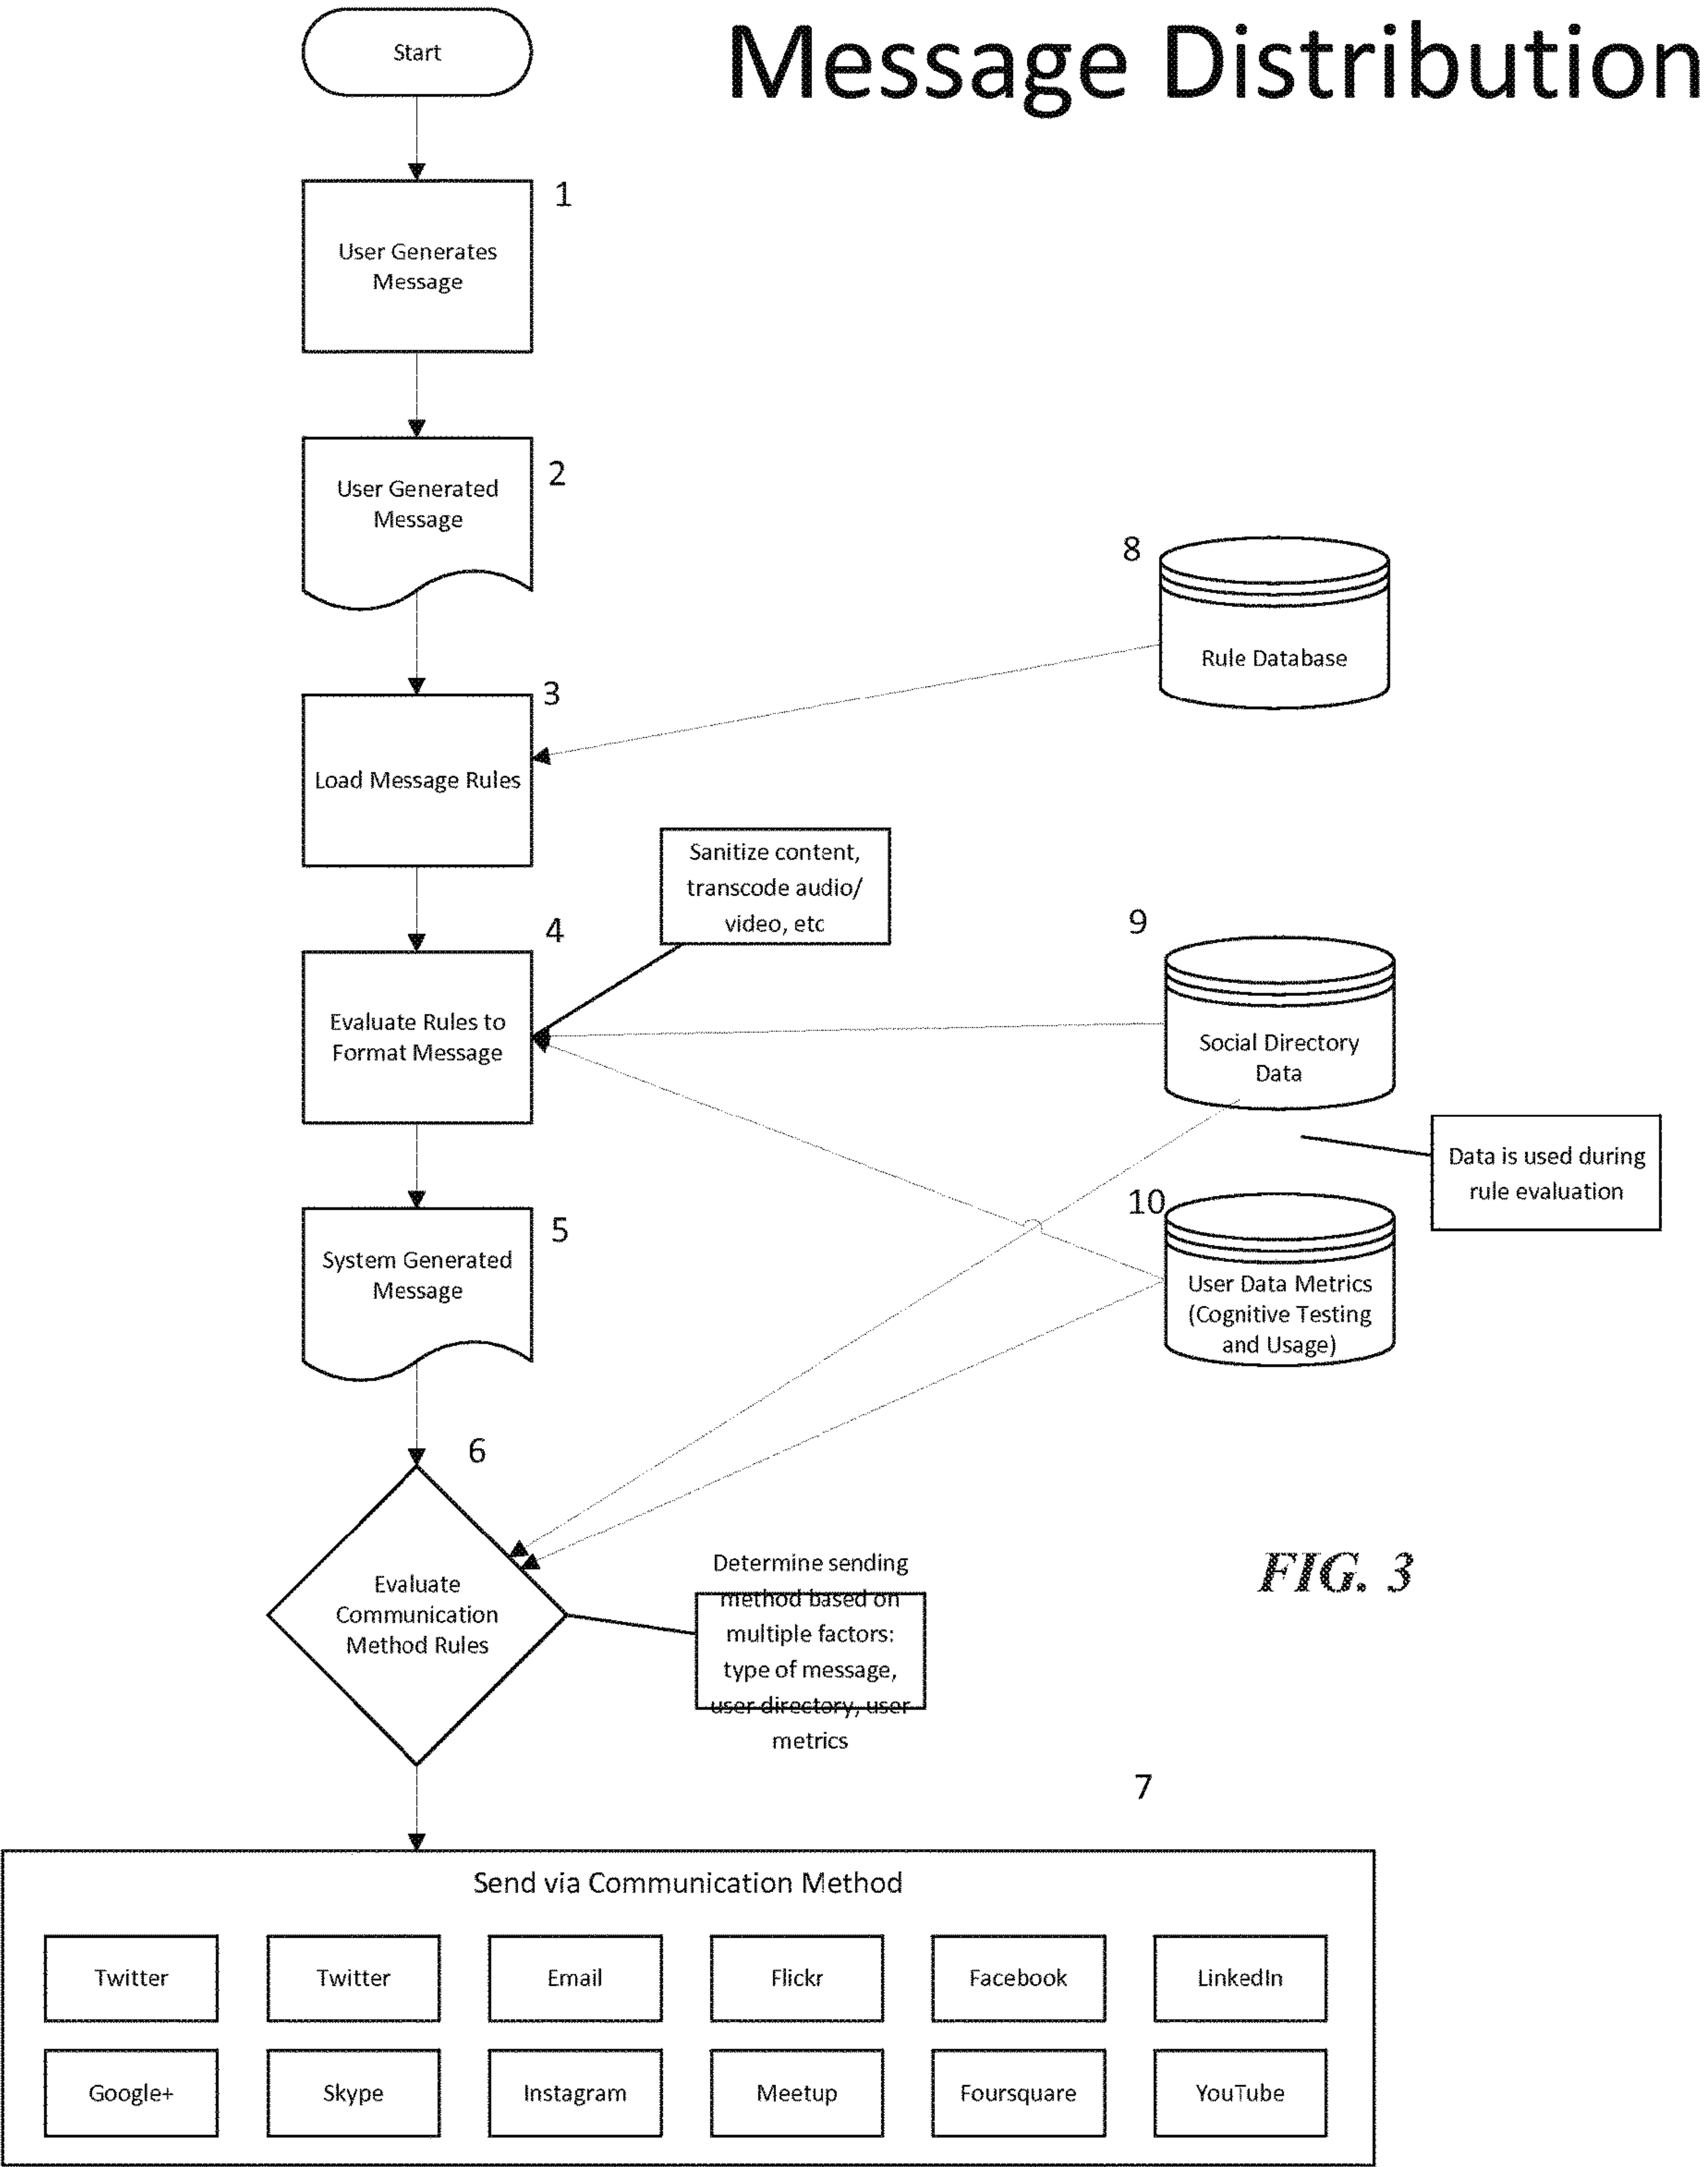 Message Distribution
Start
1
User Generates
Message
2
User Generated
Message
8
Rule Database
3
Load Message Rules
Sanitize content,
transcode audio/
video, etc
4
Evaluate Rules to
Format Message
9
Social Directory
Data
Data is used during
rule evaluation
10
User Data Metrics
(Cognitive Testing
and Usage)
5
System Generated
Message
6
Evaluate
Communication
Method Rules
Determine sending
method based on
multiple factors:
type of message,
user directory, user
metrics
FIG. 3
7
Send via Communication Method
Twitter
Twitter
Email
Flickr
Facebook
LinkedIn
Google+
Skype
Instagram
Meetup
Foursquare
YouTube